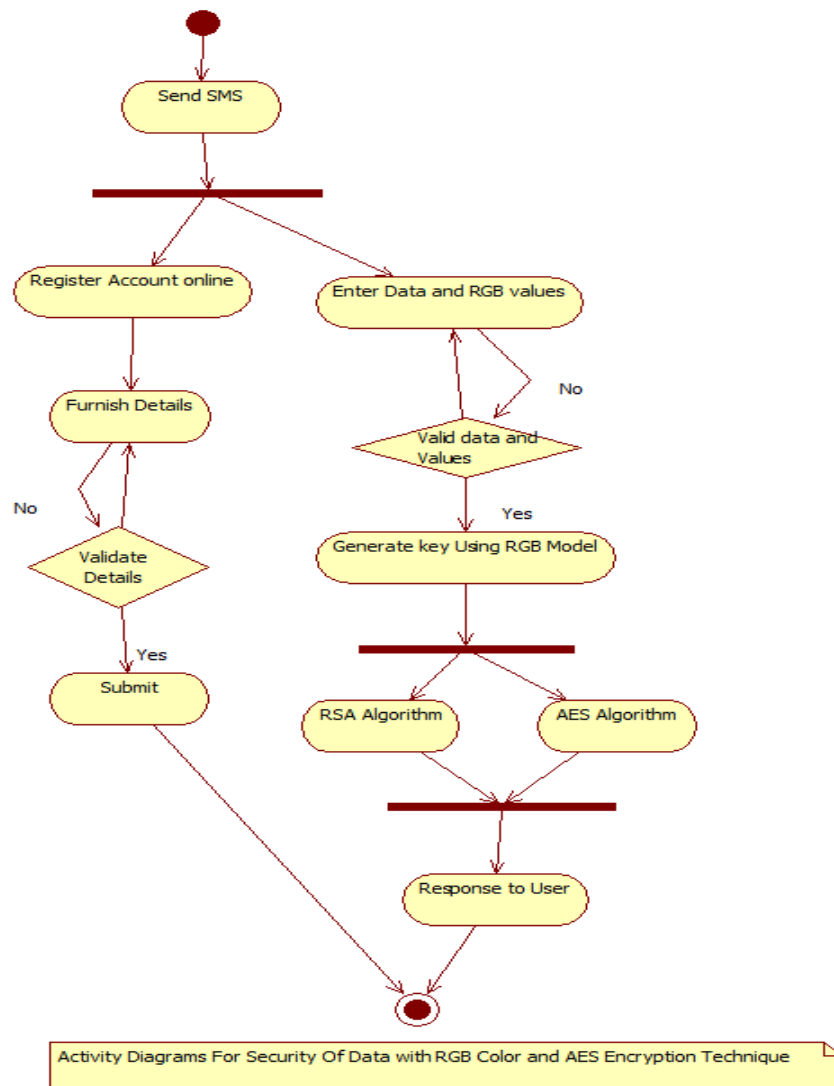 Send SMS
Register Account online
Enter Data and RGB values
Furnish Details
No
Valid data and
Values
No
Yes
Validate
Details
Generate key Using RGB Model
Yes
Submit
RSA Algorithm
AES Algorithm
Response to User
Activity Diagrams For Security Of Data with RGB Color and AES Encryption Technique